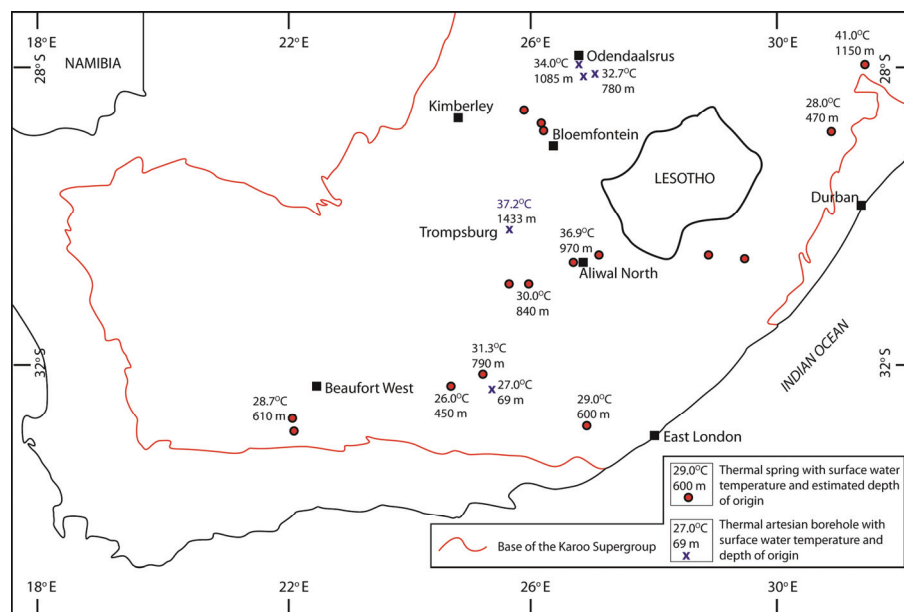 18°E
22°E
26°E
30°E
41.0°C
1150 m
28°S
28°S
NAMIBIA
Odendaalsrus
34.0°C
1085 m
32.7°C
780 m
28.0°C
470 m
Kimberley
Bloemfontein
LESOTHO
Durban
37.2°C
1433 m
Trompsburg
36.9°C
970 m
Aliwal North
30.0°C
840 m
INDIAN OCEAN
32°S
32°S
31.3°C
790 m
Beaufort West
26.0°C
450 m
27.0°C
69 m
28.7°C
610 m
29.0°C
600 m
East London
29.0°C
600 m
Thermal spring with surface water
temperature and estimated depth
of origin
27.0°C
69 m
Thermal artesian borehole with
surface water temperature and
depth of origin
Base of the Karoo Supergroup
18°E
22°E
26°E
30°E